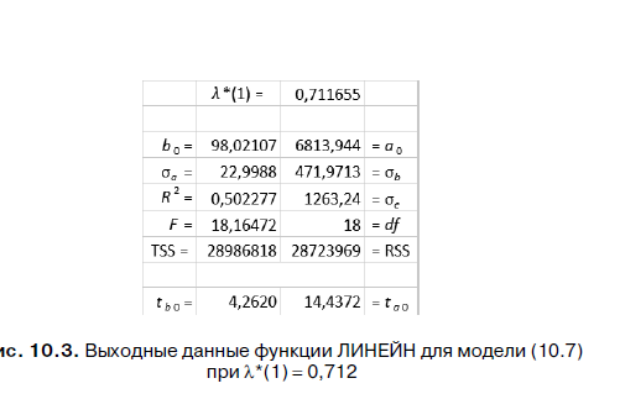 λ*(1) = 0,711655
b₀ = 98,02107 6813,944 = a₀
σₐ = 22,9988 471,9713 = σ_b
R² = 0,502277 1263,24 = σₑ
F = 18,16472 18 = df
TSS = 28986818 28723969 = RSS
t_b0 = 4,2620 14,4372 = t_a0
ис. 10.3. Выходные данные функции ЛИНЕЙН для модели (10.7)
при λ*(1) = 0,712